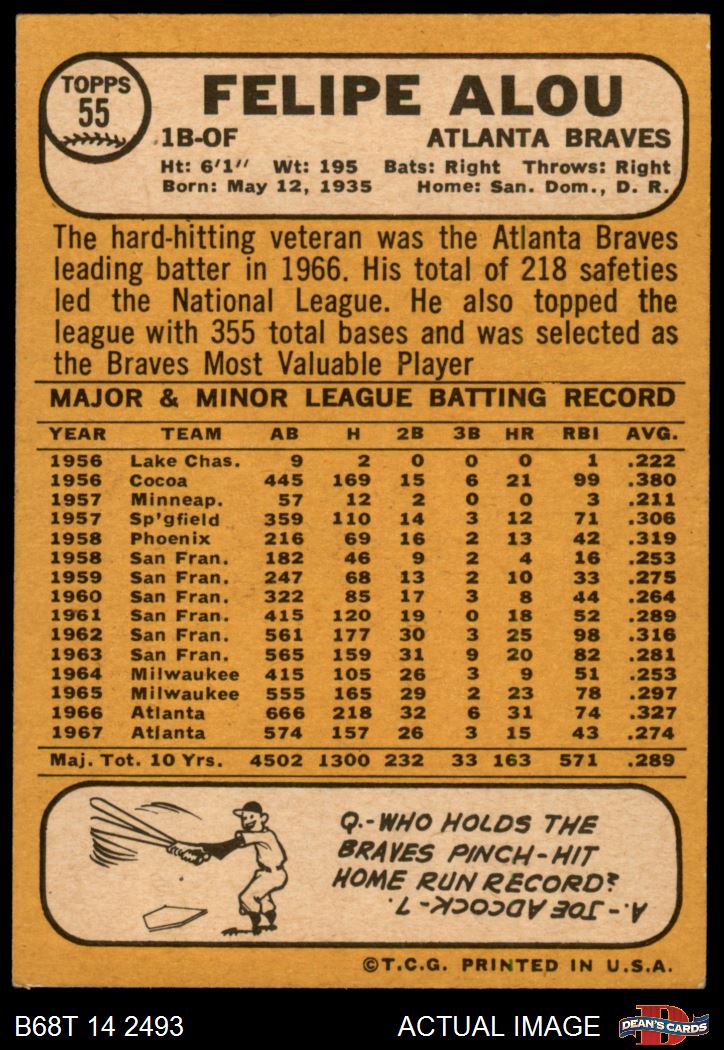 TOPPS
55
FELIPE ALOU
1B-OF ATLANTA BRAVES
Ht: 6'1" Wt: 195 Bats: Right Throws: Right
Born: May 12, 1935 Home: San. Dom., D. R.
The hard-hitting veteran was the Atlanta Braves
leading batter in 1966. His total of 218 safeties
led the National League. He also topped the
league with 355 total bases and was selected as
the Braves Most Valuable Player
MAJOR & MINOR LEAGUE BATTING RECORD
YEAR TEAM AB H 2B 3B HR RBI AVG.
1956 Lake Chas. 9 2 0 0 0 1 .222
1956 Cocoa 445 169 15 6 21 99 .380
1957 Minneap. 57 12 2 0 0 3 .211
1957 Sp'gfield 359 110 14 3 12 71 .306
1958 Phoenix 216 69 16 2 13 42 .319
1958 San Fran. 182 46 9 2 4 16 .253
1959 San Fran. 247 68 13 2 10 33 .275
1960 San Fran. 322 85 17 3 8 44 .264
1961 San Fran. 415 120 19 0 18 52 .289
1962 San Fran. 561 177 30 3 25 98 .316
1963 San Fran. 565 159 31 9 20 82 .281
1964 Milwaukee 415 105 26 3 9 51 .253
1965 Milwaukee 555 165 29 2 23 78 .297
1966 Atlanta 666 218 32 6 31 74 .327
1967 Atlanta 574 157 26 3 15 43 .274
Maj. Tot. 10 Yrs. 4502 1300 232 33 163 571 .289
Q.-WHO HOLDS THE
BRAVES PINCH-HIT
HOME RUN RECORD?
A.-JOE ADCOCK-7.
©T.C.G. PRINTED IN U.S.A.
B68T 14 2493 ACTUAL IMAGE
DEAN'S CARDS